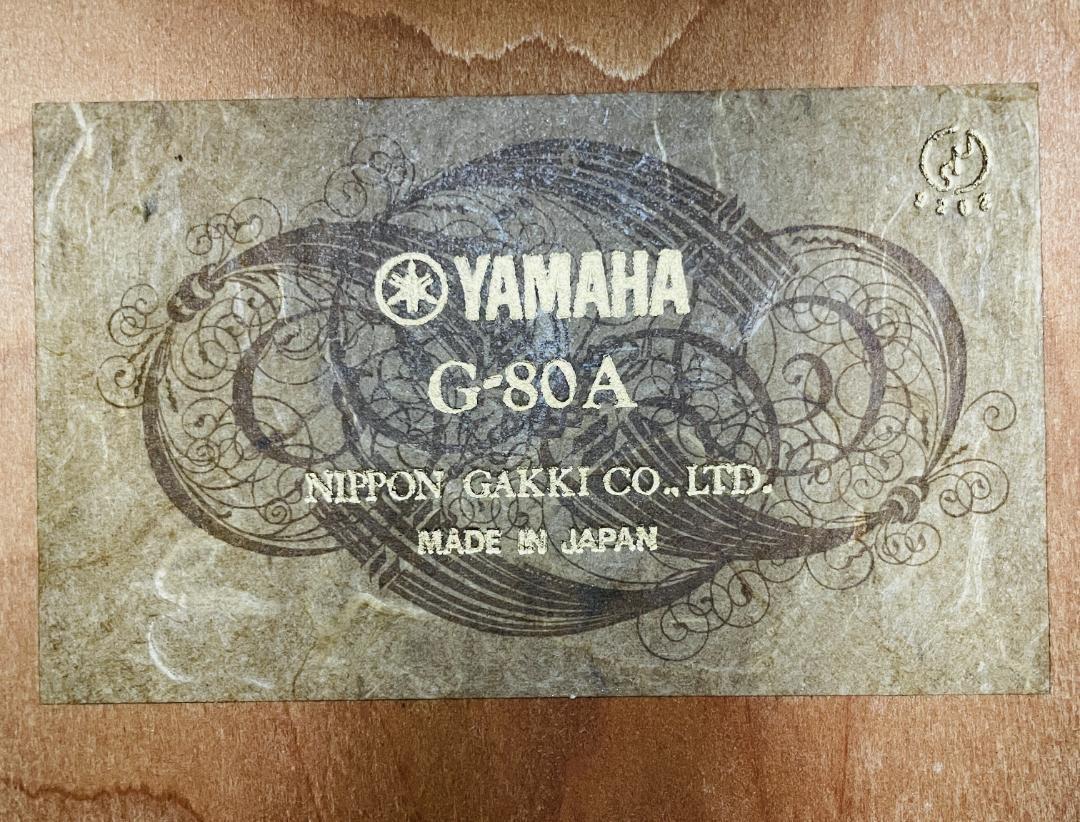 YAMAHA
G-80A
NIPPON GAKKI CO., LTD.
MADE IN JAPAN